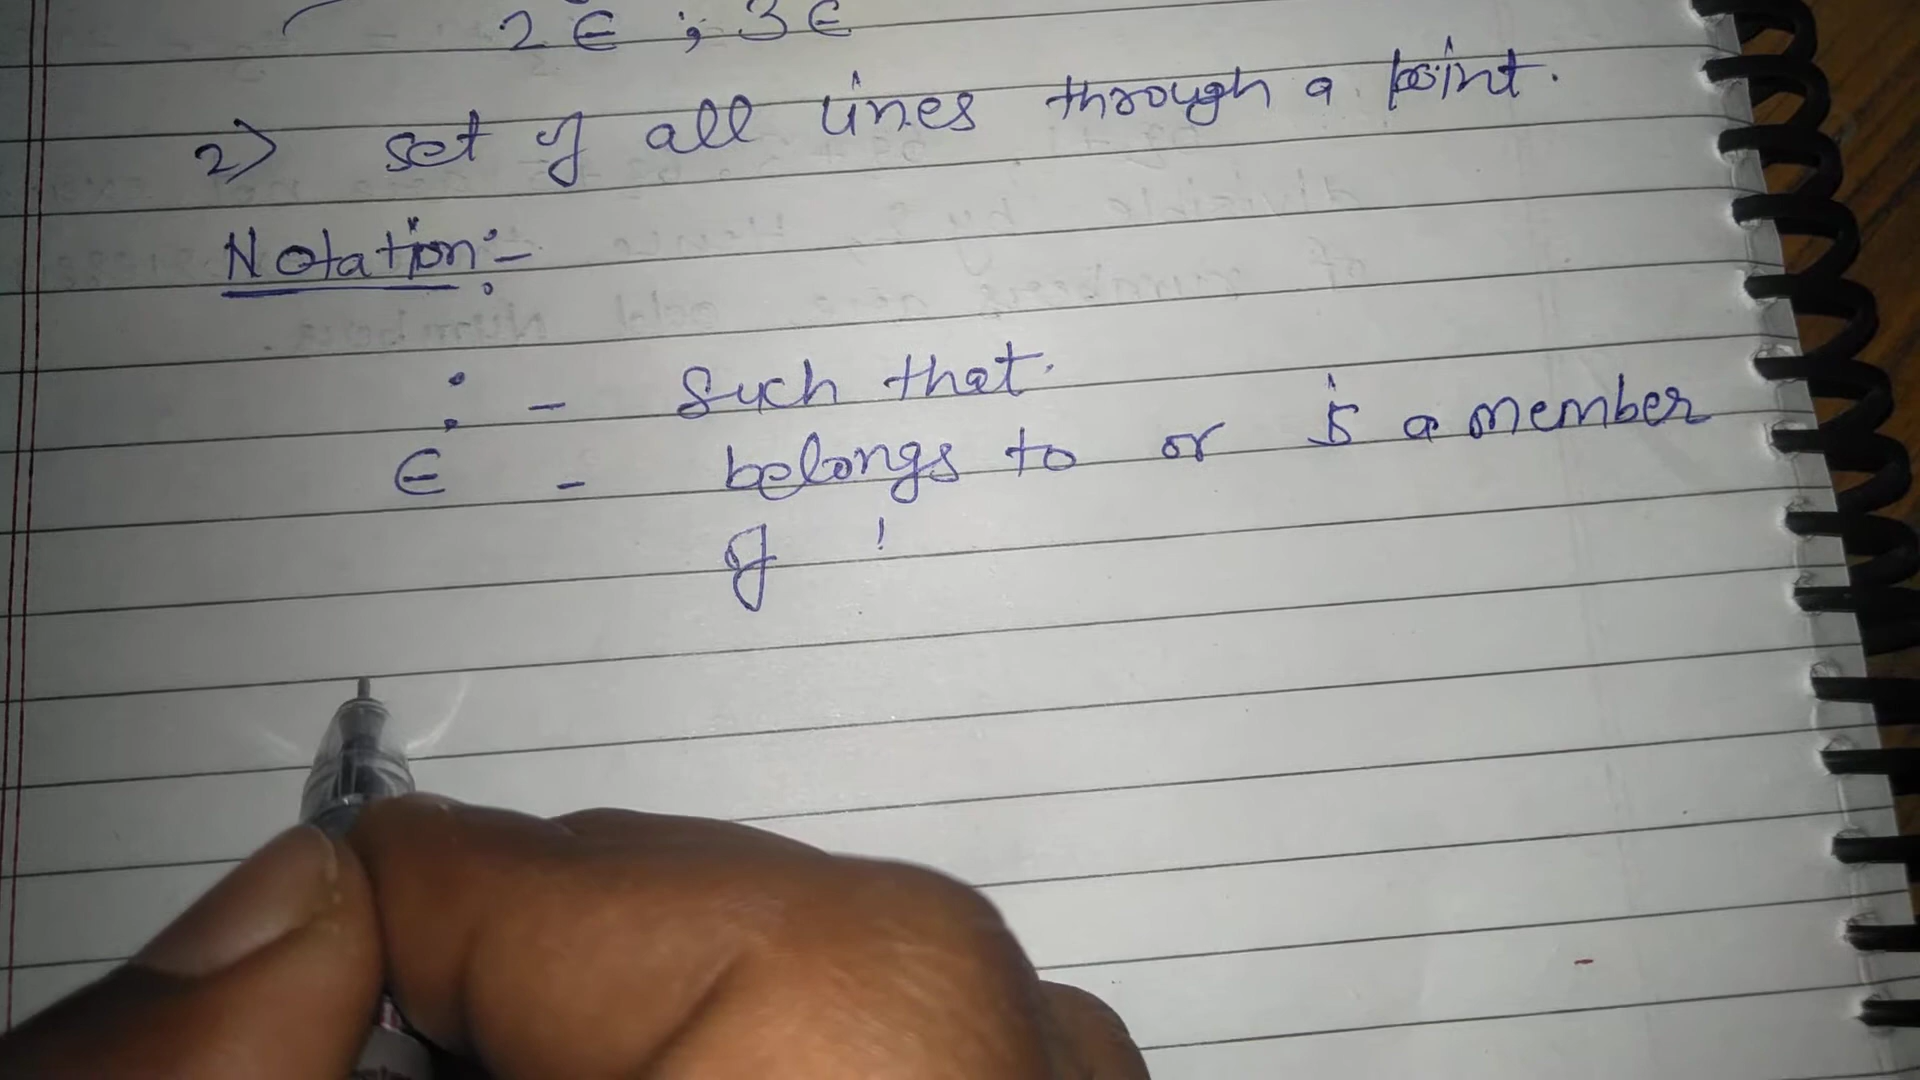 2 ∈ ; 3 ∈
2) set of all lines through a point.
Notation:-
: - Such that.
∈ - belongs to or is a member
of !